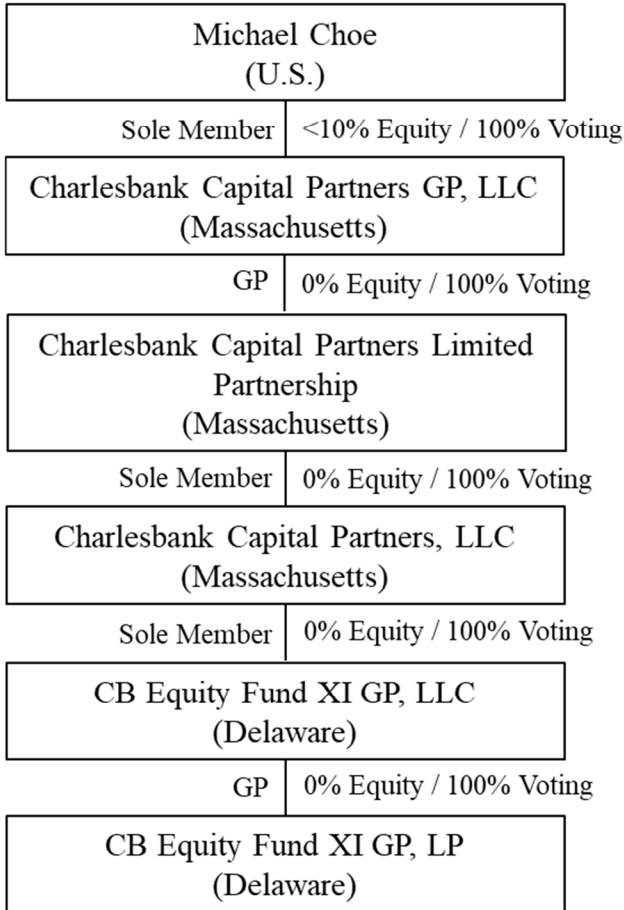 Michael Choe
(U.S.)
Sole Member <10% Equity / 100% Voting
Charlesbank Capital Partners GP, LLC
(Massachusetts)
GP 0% Equity / 100% Voting
Charlesbank Capital Partners Limited
Partnership
(Massachusetts)
Sole Member 0% Equity / 100% Voting
Charlesbank Capital Partners, LLC
(Massachusetts)
Sole Member 0% Equity / 100% Voting
CB Equity Fund XI GP, LLC
(Delaware)
GP 0% Equity / 100% Voting
CB Equity Fund XI GP, LP
(Delaware)